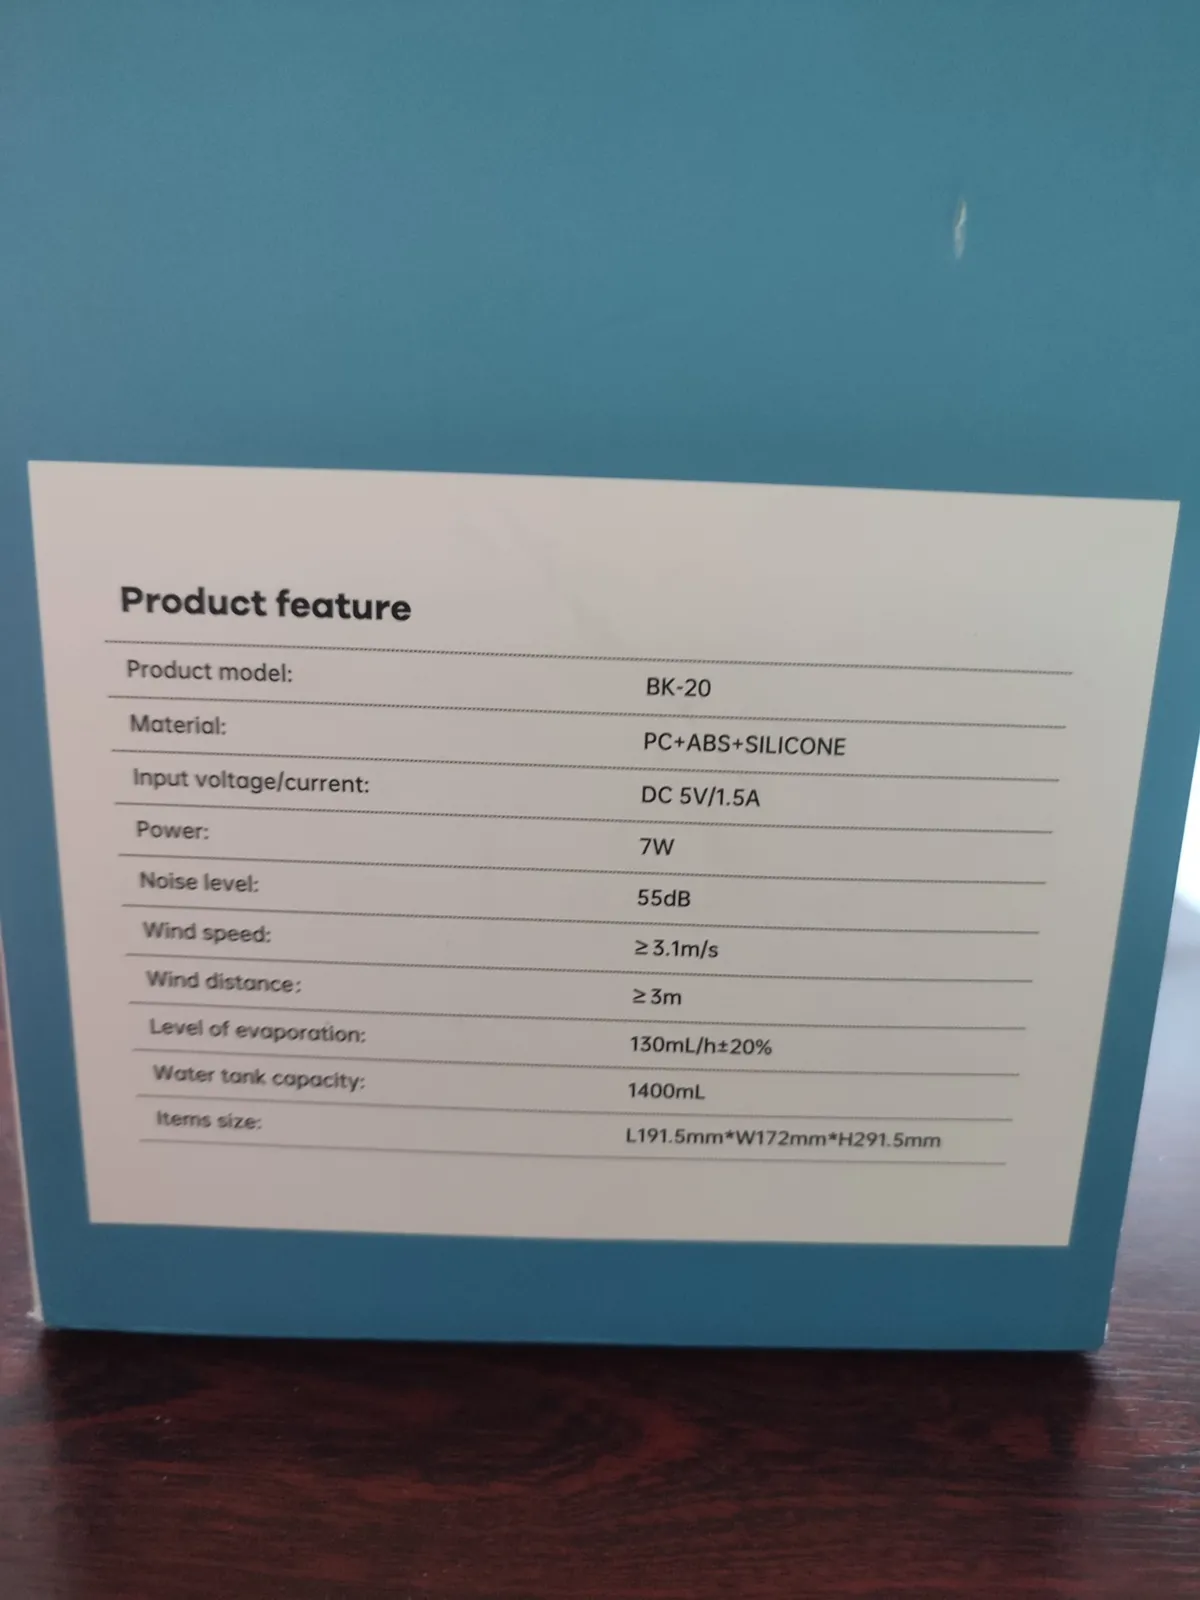 Product feature
Product model: BK-20
Material: PC+ABS+SILICONE
Input voltage/current: DC 5V/1.5A
Power: 7W
Noise level: 55dB
Wind speed: ≥3.1m/s
Wind distance: ≥3m
Level of evaporation: 130mL/h±20%
Water tank capacity: 1400mL
Items size: L191.5mm*W172mm*H291.5mm